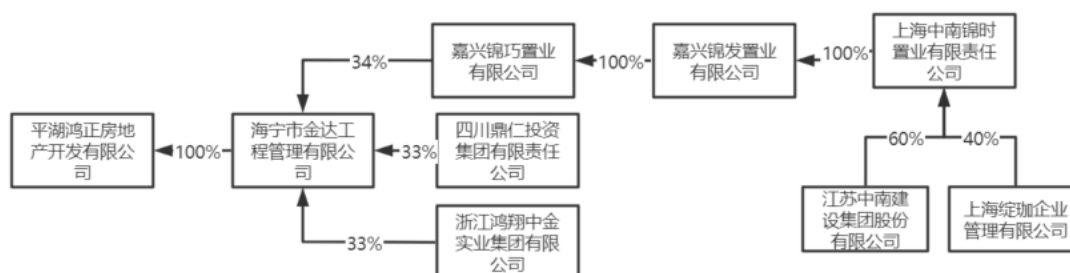 嘉兴锦巧置业
有限公司
嘉兴锦发置业
有限公司
上海中南锦时
置业有限责任
公司
34%
100%
100%
平湖鸿正房地
产开发有限公
司
100%
海宁市金达工
程管理有限公
司
33%
四川鼎仁投资
集团有限责任
公司
60%
40%
33%
浙江鸿翔中金
实业集团有限
公司
江苏中南建
设集团股份
有限公司
上海绽珈企业
管理有限公司